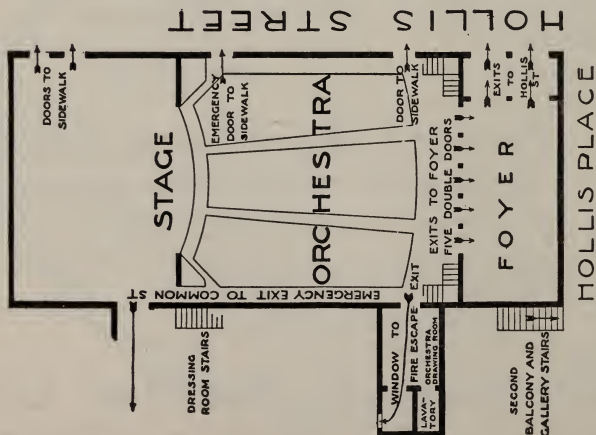 HOLLIS STREET
DOORS TO
SIDEWALK
EMERGENCY
DOOR TO
SIDEWALK
DOOR TO
SIDEWALK
EXITS
TO
HOLLIS
ST
STAGE
ORCHESTRA
EXITS TO FOYER
FIVE DOUBLE DOORS
FOYER
HOLLIS PLACE
EMERGENCY EXIT TO COMMON ST
EXIT
DRESSING
ROOM STAIRS
WINDOW TO
FIRE ESCAPE
LAVA-
TORY
ORCHESTRA
DRAWING ROOM
SECOND
BALCONY AND
GALLERY STAIRS